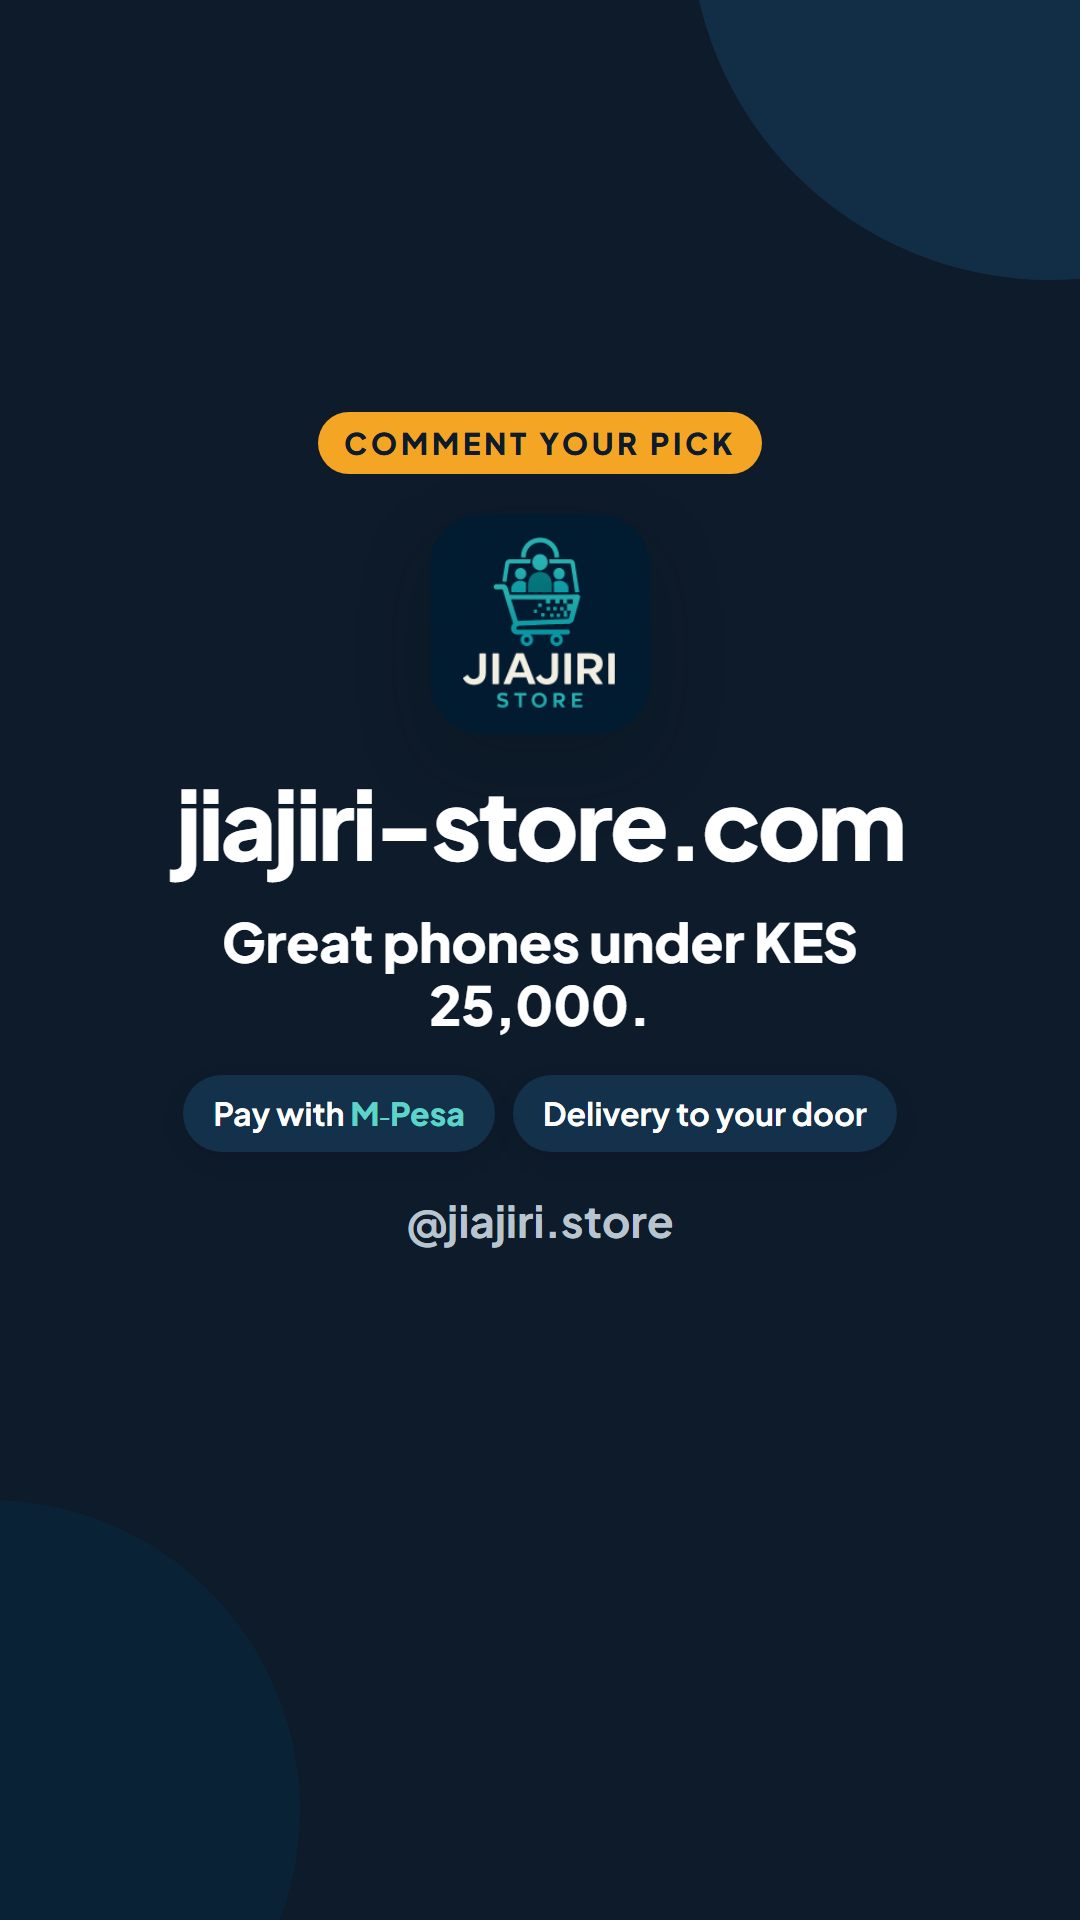 COMMENT YOUR PICK
JIAJIRI
STORE
jiajiri-store.com
Great phones under KES
25,000.
Pay with M-Pesa
Delivery to your door
@jiajiri.store